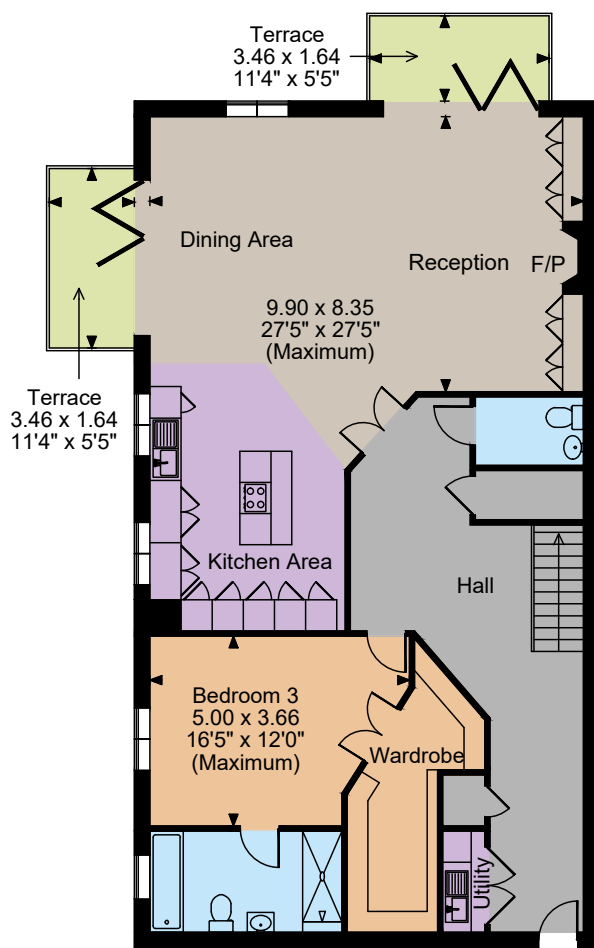 Terrace
3.46 x 1.64
11'4" x 5'5"
Dining Area
Reception
F/P
9.90 x 8.35
27'5" x 27'5"
(Maximum)
Terrace
3.46 x 1.64
11'4" x 5'5"
Kitchen Area
Hall
Bedroom 3
5.00 x 3.66
16'5" x 12'0"
(Maximum)
Wardrobe
Utility